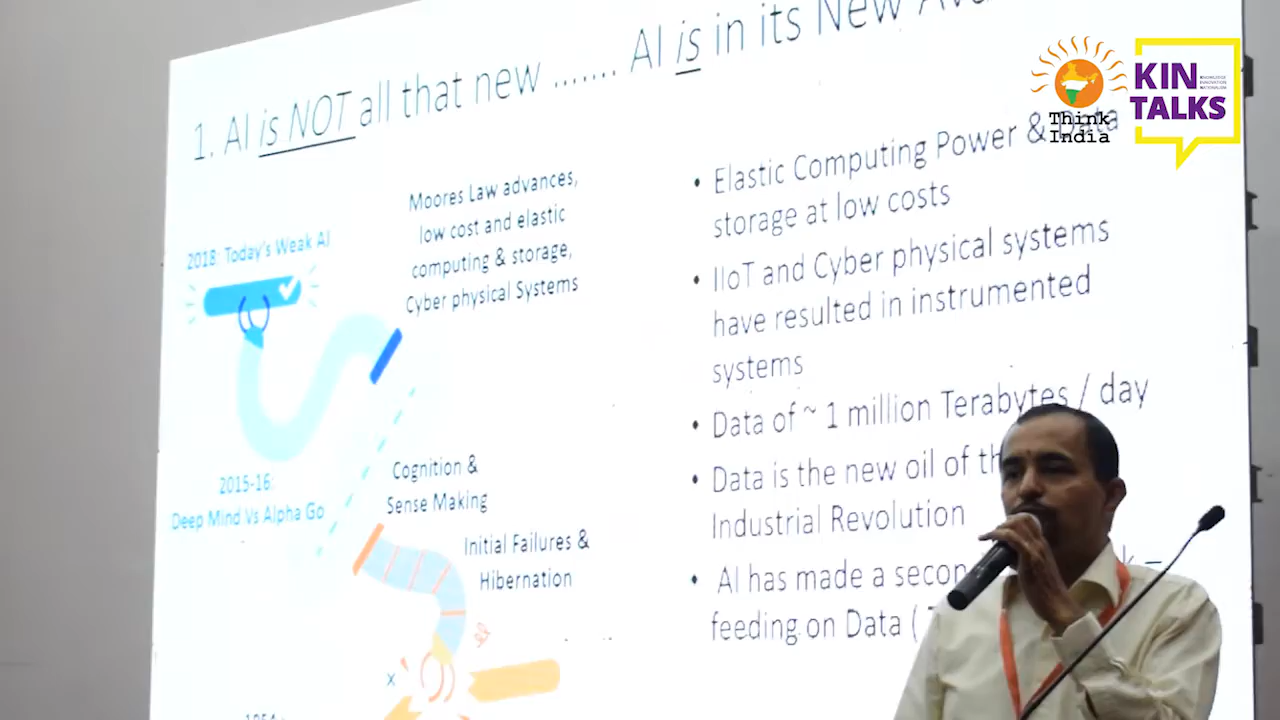 1. AI is NOT all that new ....... AI is in its New
Think
India
KIN
TALKS
KNOWLEDGE
INNOVATION
NATIONALISM
2018: Today's Weak AI
Moores Law advances,
low cost and elastic
computing & storage,
Cyber physical Systems
2015-16:
Deep Mind Vs Alpha Go
Cognition &
Sense Making
Initial Failures &
Hibernation
• Elastic Computing Power & Data
storage at low costs
• IIoT and Cyber physical systems
have resulted in instrumented
systems
• Data of ~ 1 million Terabytes / day
• Data is the new oil of
Industrial Revolution
• AI has made a
feeding on Data (